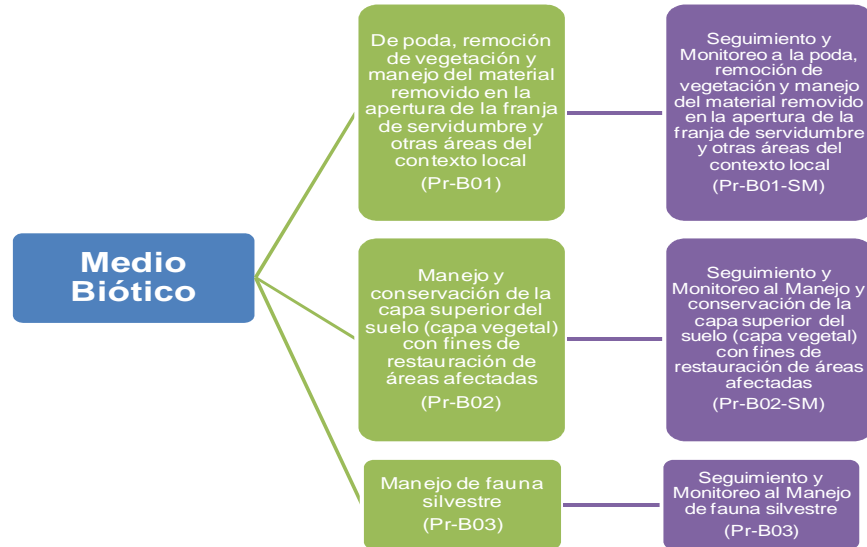 Medio
Biótico
De poda, remoción
de vegetación y
manejo del material
removido en la
apertura de la franja
de servidumbre y
otras áreas del
contexto local
(Pr-B01)
Seguimiento y
Monitoreo a la poda,
remoción de
vegetación y manejo
del material removido
en la apertura de la
franja de servidumbre
y otras áreas del
contexto local
(Pr-B01-SM)
Manejo y
conservación de la
capa superior del
suelo (capa vegetal)
con fines de
restauración de
áreas afectadas
(Pr-B02)
Seguimiento y
Monitoreo al Manejo y
conservación de la
capa superior del
suelo (capa vegetal)
con fines de
restauración de áreas
afectadas
(Pr-B02-SM)
Manejo de fauna
silvestre
(Pr-B03)
Seguimiento y
Monitoreo al Manejo
de fauna silvestre
(Pr-B03)